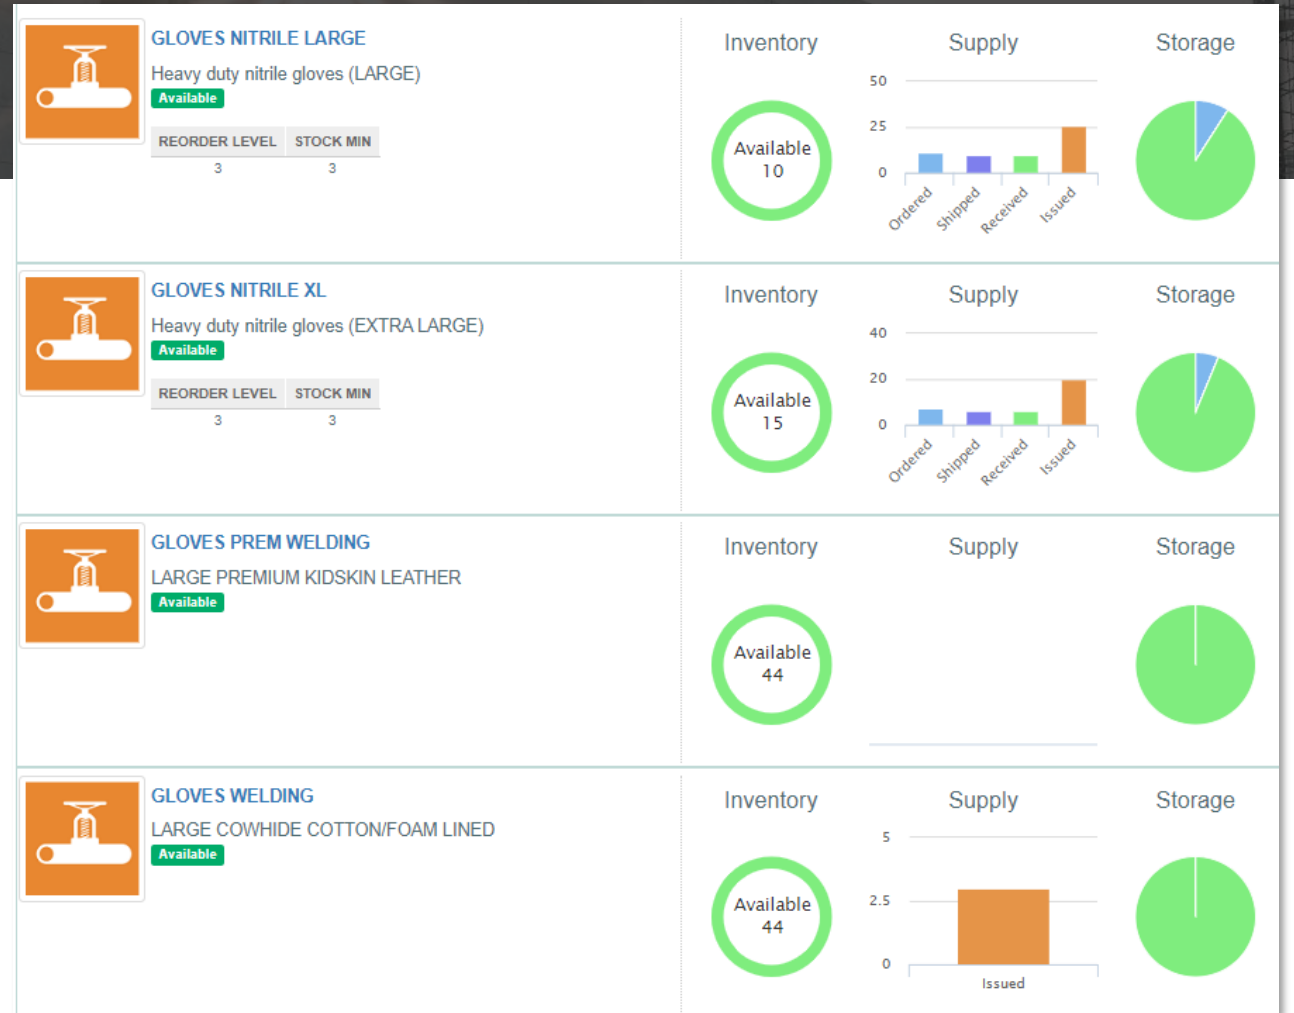 GLOVES NITRILE LARGE
Heavy duty nitrile gloves (LARGE)
Available
REORDER LEVEL STOCK MIN
3 3
Inventory
Available
10
Supply
50
25
0
Ordered
Shipped
Received
Issued
Storage
GLOVES NITRILE XL
Heavy duty nitrile gloves (EXTRA LARGE)
Available
REORDER LEVEL STOCK MIN
3 3
Inventory
Available
15
Supply
40
20
0
Ordered
Shipped
Received
Issued
Storage
GLOVES PREM WELDING
LARGE PREMIUM KIDSKIN LEATHER
Available
Inventory
Available
44
Supply
Storage
GLOVES WELDING
LARGE COWHIDE COTTON/FOAM LINED
Available
Inventory
Available
44
Supply
5
2.5
0
Issued
Storage